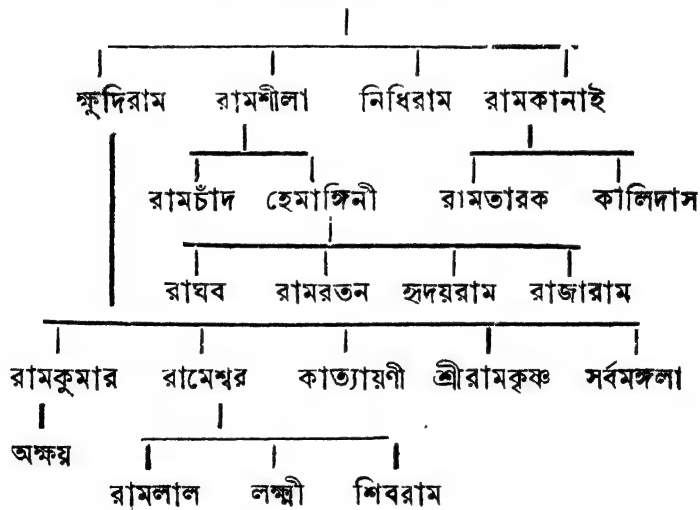 ক্ষুদিরাম রামশীলা নিধিরাম রামকানাই
রামচাঁদ হেমাঙ্গিনী রামতারক কালিদাস
রাঘব রামরতন হৃদয়রাম রাজারাম
রামকুমার রামেশ্বর কাত্যায়ণী শ্রীরামকৃষ্ণ সর্বমঙ্গলা
অক্ষয়
রামলাল লক্ষ্মী শিবরাম